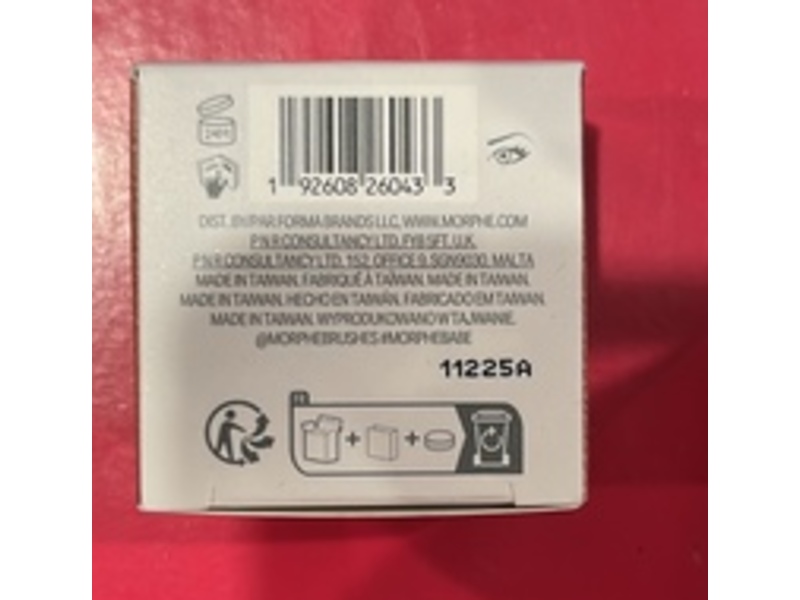 24M
1 92608 26043 3
DIST. BY/PAR FORMA BRANDS LLC, WWW.MORPHE.COM
P N R CONSULTANCY LTD. FY8 5FT. U.K.
P N R CONSULTANCY LTD. 152, OFFICE 9, SGN9030, MALTA
MADE IN TAIWAN. FABRIQUÉ À TAÏWAN. MADE IN TAIWAN.
MADE IN TAIWAN. HECHO EN TAIWÁN. FABRICADO EM TAIWAN.
MADE IN TAIWAN. WYPRODUKOWANO W TAJWANIE.
@MORPHEBRUSHES #MORPHEBABE
11225A